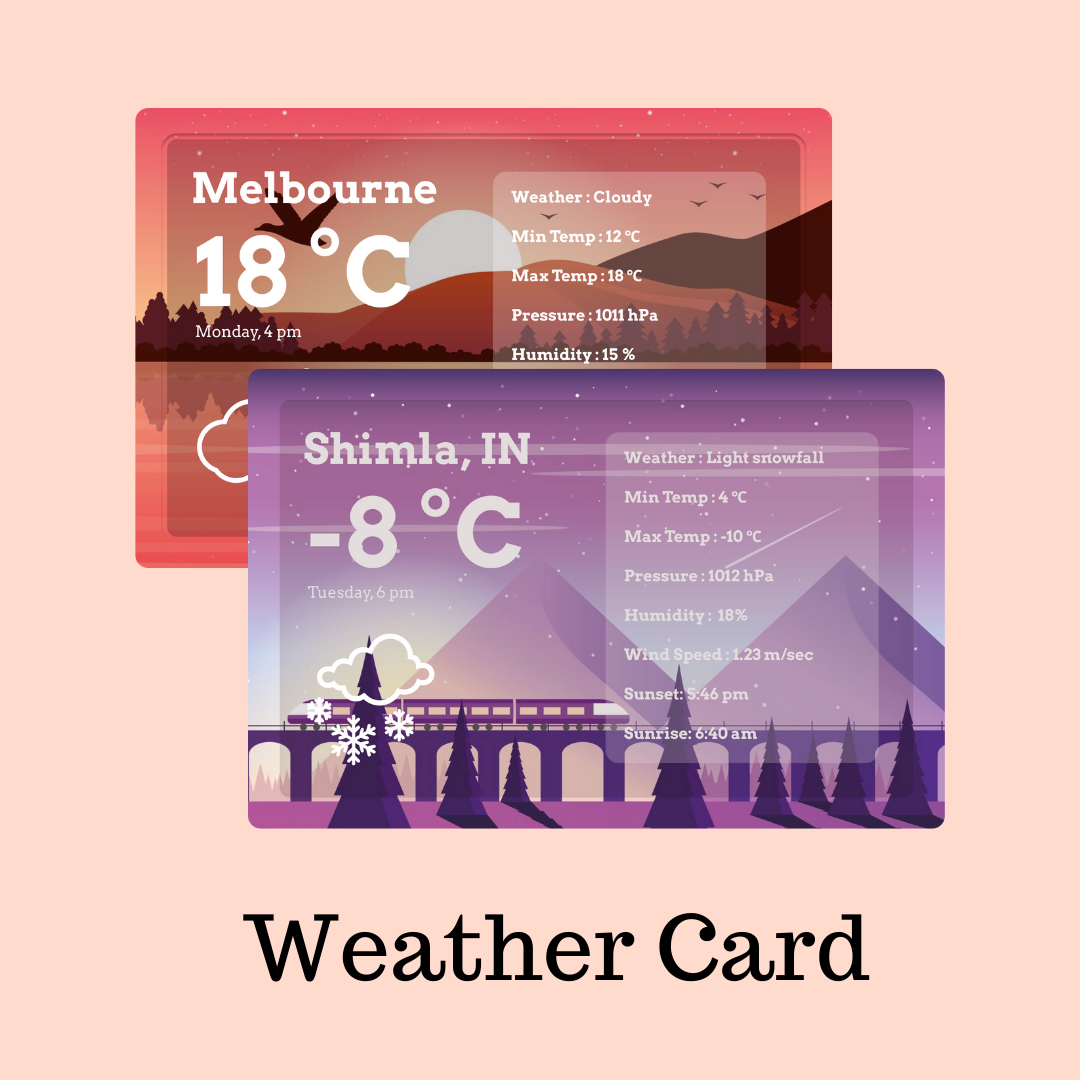 Melbourne
18 °C
Monday, 4 pm
Weather : Cloudy
Min Temp : 12 °C
Max Temp : 18 °C
Pressure : 1011 hPa
Humidity : 15 %
Shimla, IN
-8 °C
Tuesday, 6 pm
Weather : Light snowfall
Min Temp : 4 °C
Max Temp : -10 °C
Pressure : 1012 hPa
Humidity : 18%
Wind Speed : 1.23 m/sec
Sunset: 5:46 pm
Sunrise: 6:40 am
Weather Card